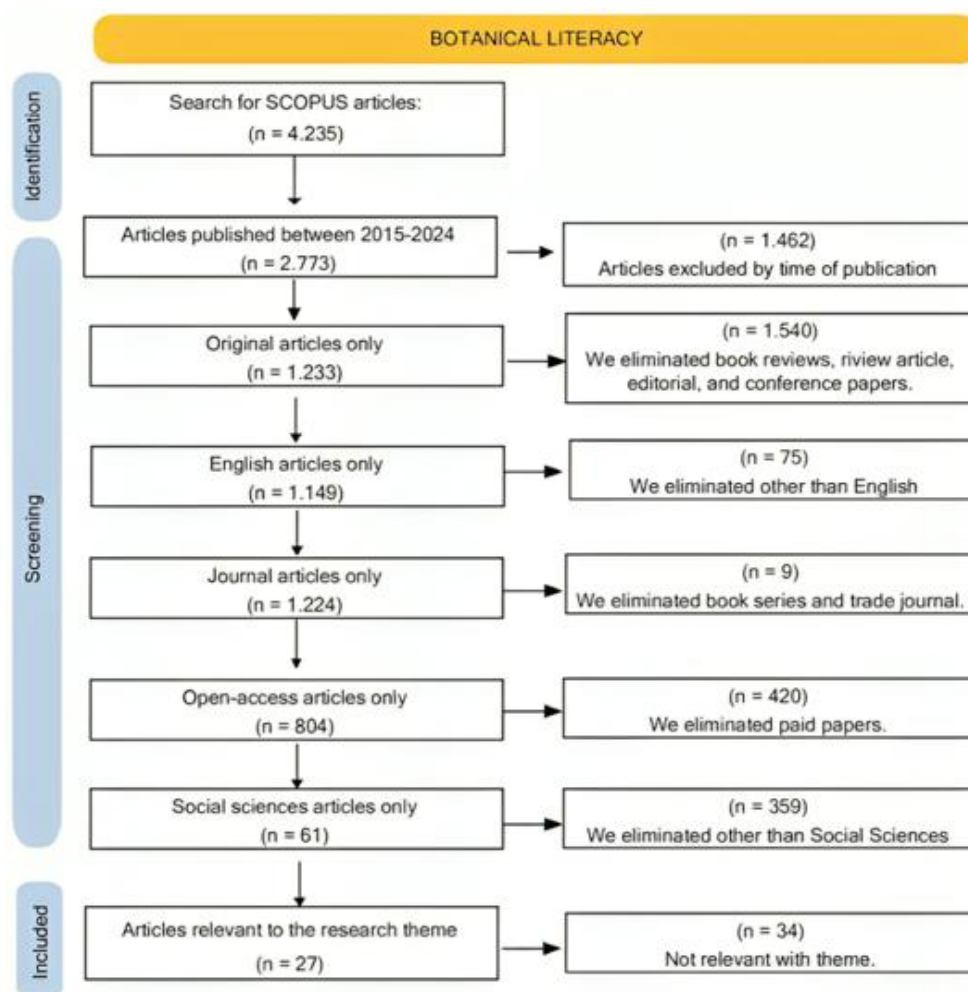 BOTANICAL LITERACY
Identification
Search for SCOPUS articles:
(n = 4.235)
Screening
Articles published between 2015-2024
(n = 2.773)
(n = 1.462)
Articles excluded by time of publication
Original articles only
(n = 1.233)
(n = 1.540)
We eliminated book reviews, riview article,
editorial, and conference papers.
English articles only
(n = 1.149)
(n = 75)
We eliminated other than English
Journal articles only
(n = 1.224)
(n = 9)
We eliminated book series and trade journal.
Open-access articles only
(n = 804)
(n = 420)
We eliminated paid papers.
Social sciences articles only
(n = 61)
(n = 359)
We eliminated other than Social Sciences
Included
Articles relevant to the research theme
(n = 27)
(n = 34)
Not relevant with theme.